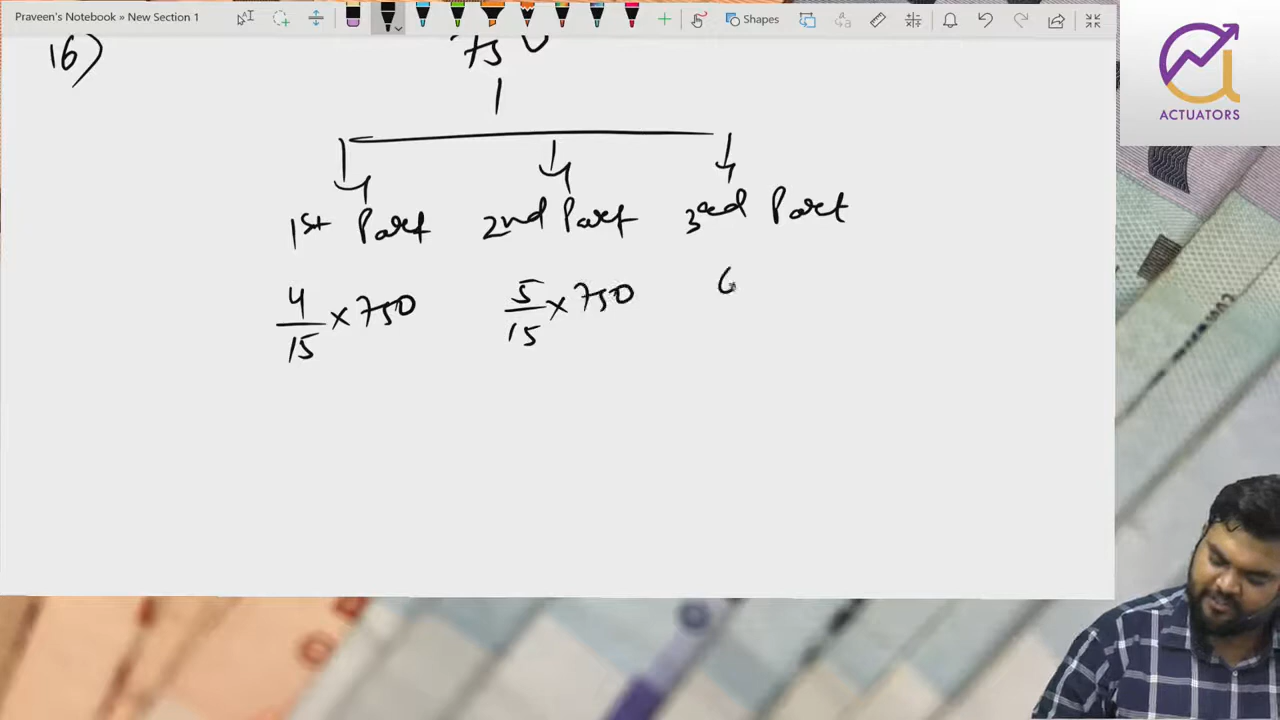 Praveen's Notebook » New Section 1
Shapes
ACTUATORS
16)
750
1st Part 2nd Part 3rd Part
4/15 × 750 5/15 × 750 6